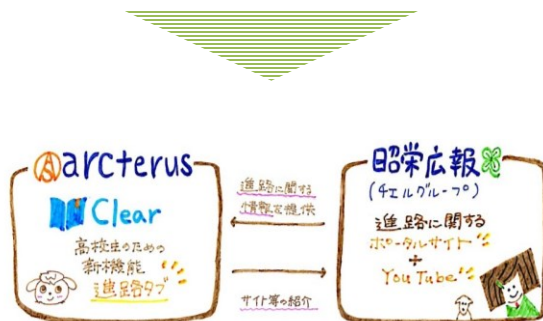 arcterus
Clear
高校生のための
新機能
進路タブ
進路に関する
情報を提供
サイト等の紹介
昭栄広報
(チエルグループ)
進路に関する
ポータルサイト
+
YouTube